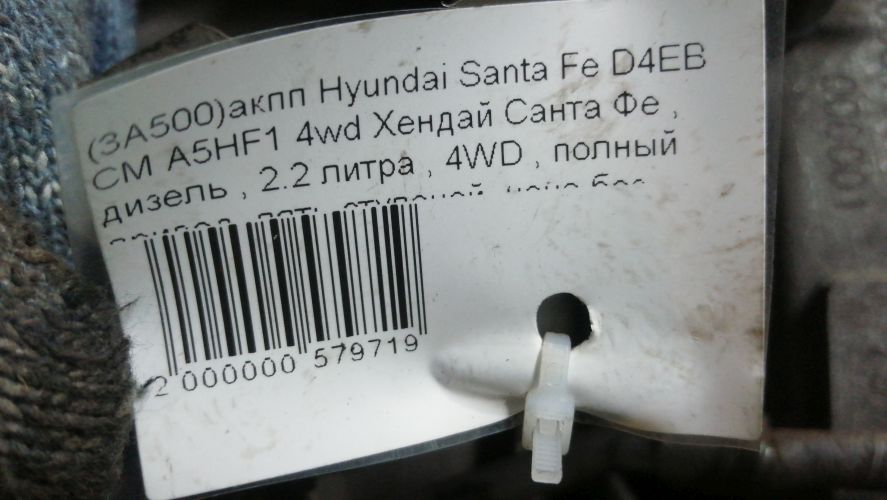 (3A500)акпп Hyundai Santa Fe D4EB
CM A5HF1 4wd Хендай Санта Фе ,
дизель , 2.2 литра , 4WD , полный
2 000000 579719